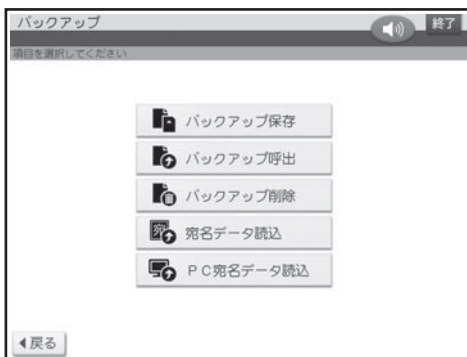 バックアップ
終了
項目を選択してください
バックアップ保存
バックアップ呼出
バックアップ削除
宛名データ読込
PC宛名データ読込
戻る